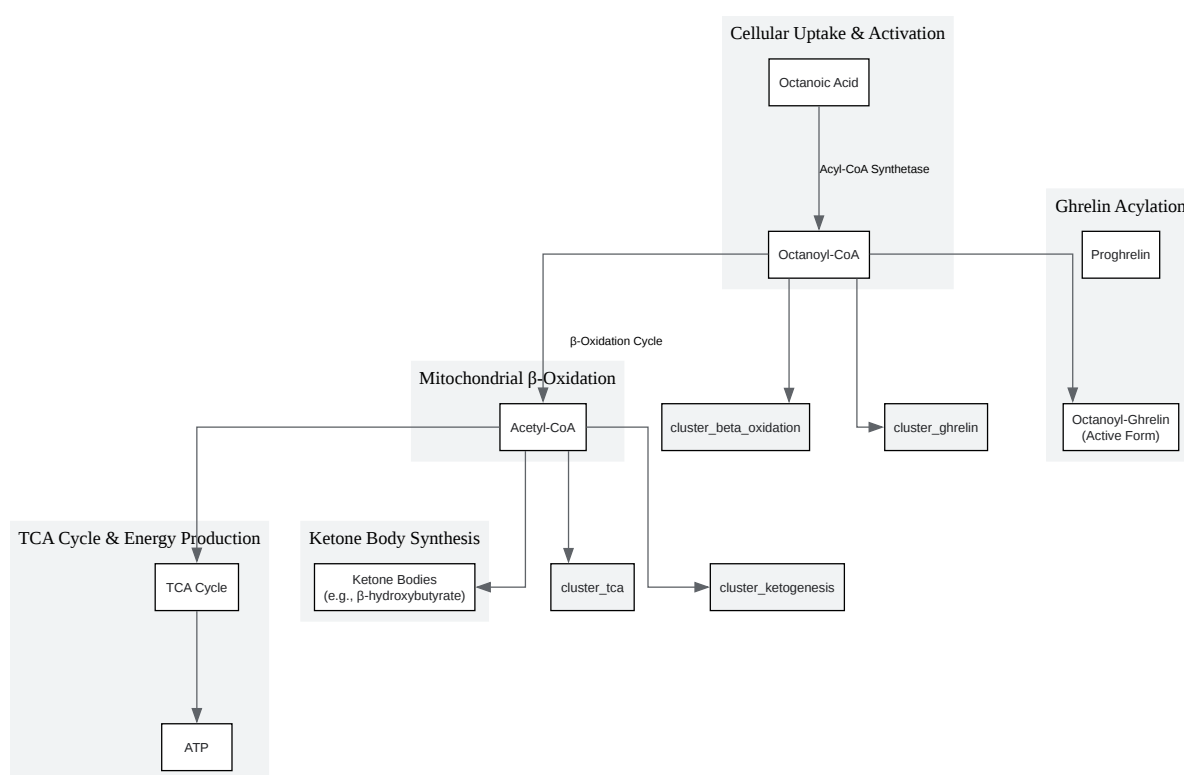 Cellular Uptake & Activation
Octanoic Acid
Acyl-CoA Synthetase
Ghrelin Acylation
Octanoyl-CoA
Proghrelin
β-Oxidation Cycle
Mitochondrial β-Oxidation
Acetyl-CoA
cluster_beta_oxidation
cluster_ghrelin
Octanoyl-Ghrelin
(Active Form)
TCA Cycle & Energy Production
Ketone Body Synthesis
TCA Cycle
Ketone Bodies
(e.g., β-hydroxybutyrate)
cluster_tca
cluster_ketogenesis
ATP